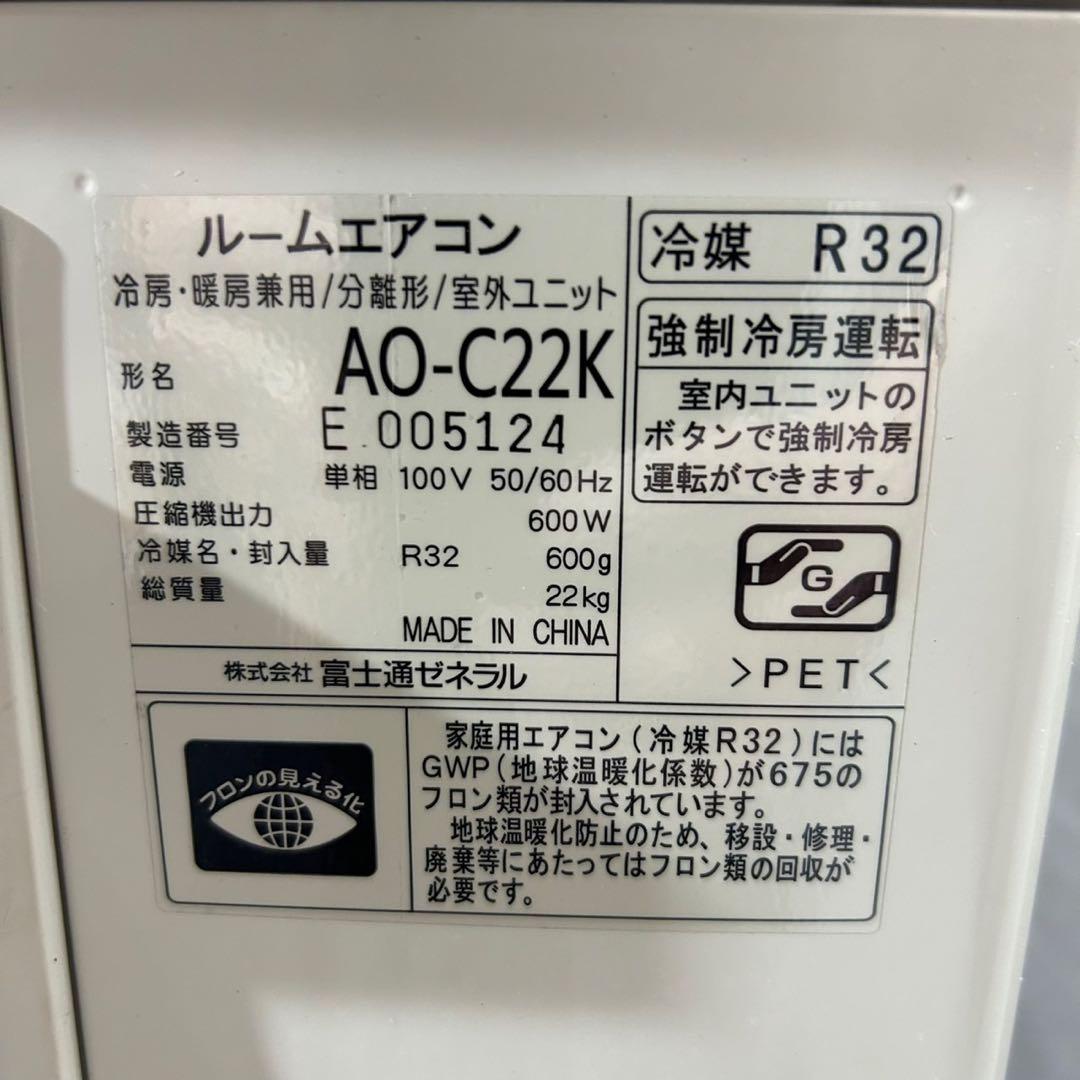 ルームエアコン
冷房・暖房兼用/分離形/室外ユニット
形名 AO-C22K
製造番号 E 005124
電源 単相 100V 50/60Hz
圧縮機出力 600W
冷媒名・封入量 R32 600g
総質量 22kg
MADE IN CHINA
株式会社 富士通ゼネラル
冷媒 R32
強制冷房運転
室内ユニットの
ボタンで強制冷房
運転ができます。
G
>PET<
フロンの見える化
家庭用エアコン(冷媒R32)には
GWP(地球温暖化係数)が675の
フロン類が封入されています。
地球温暖化防止のため、移設・修理・
廃棄等にあたってはフロン類の回収が
必要です。